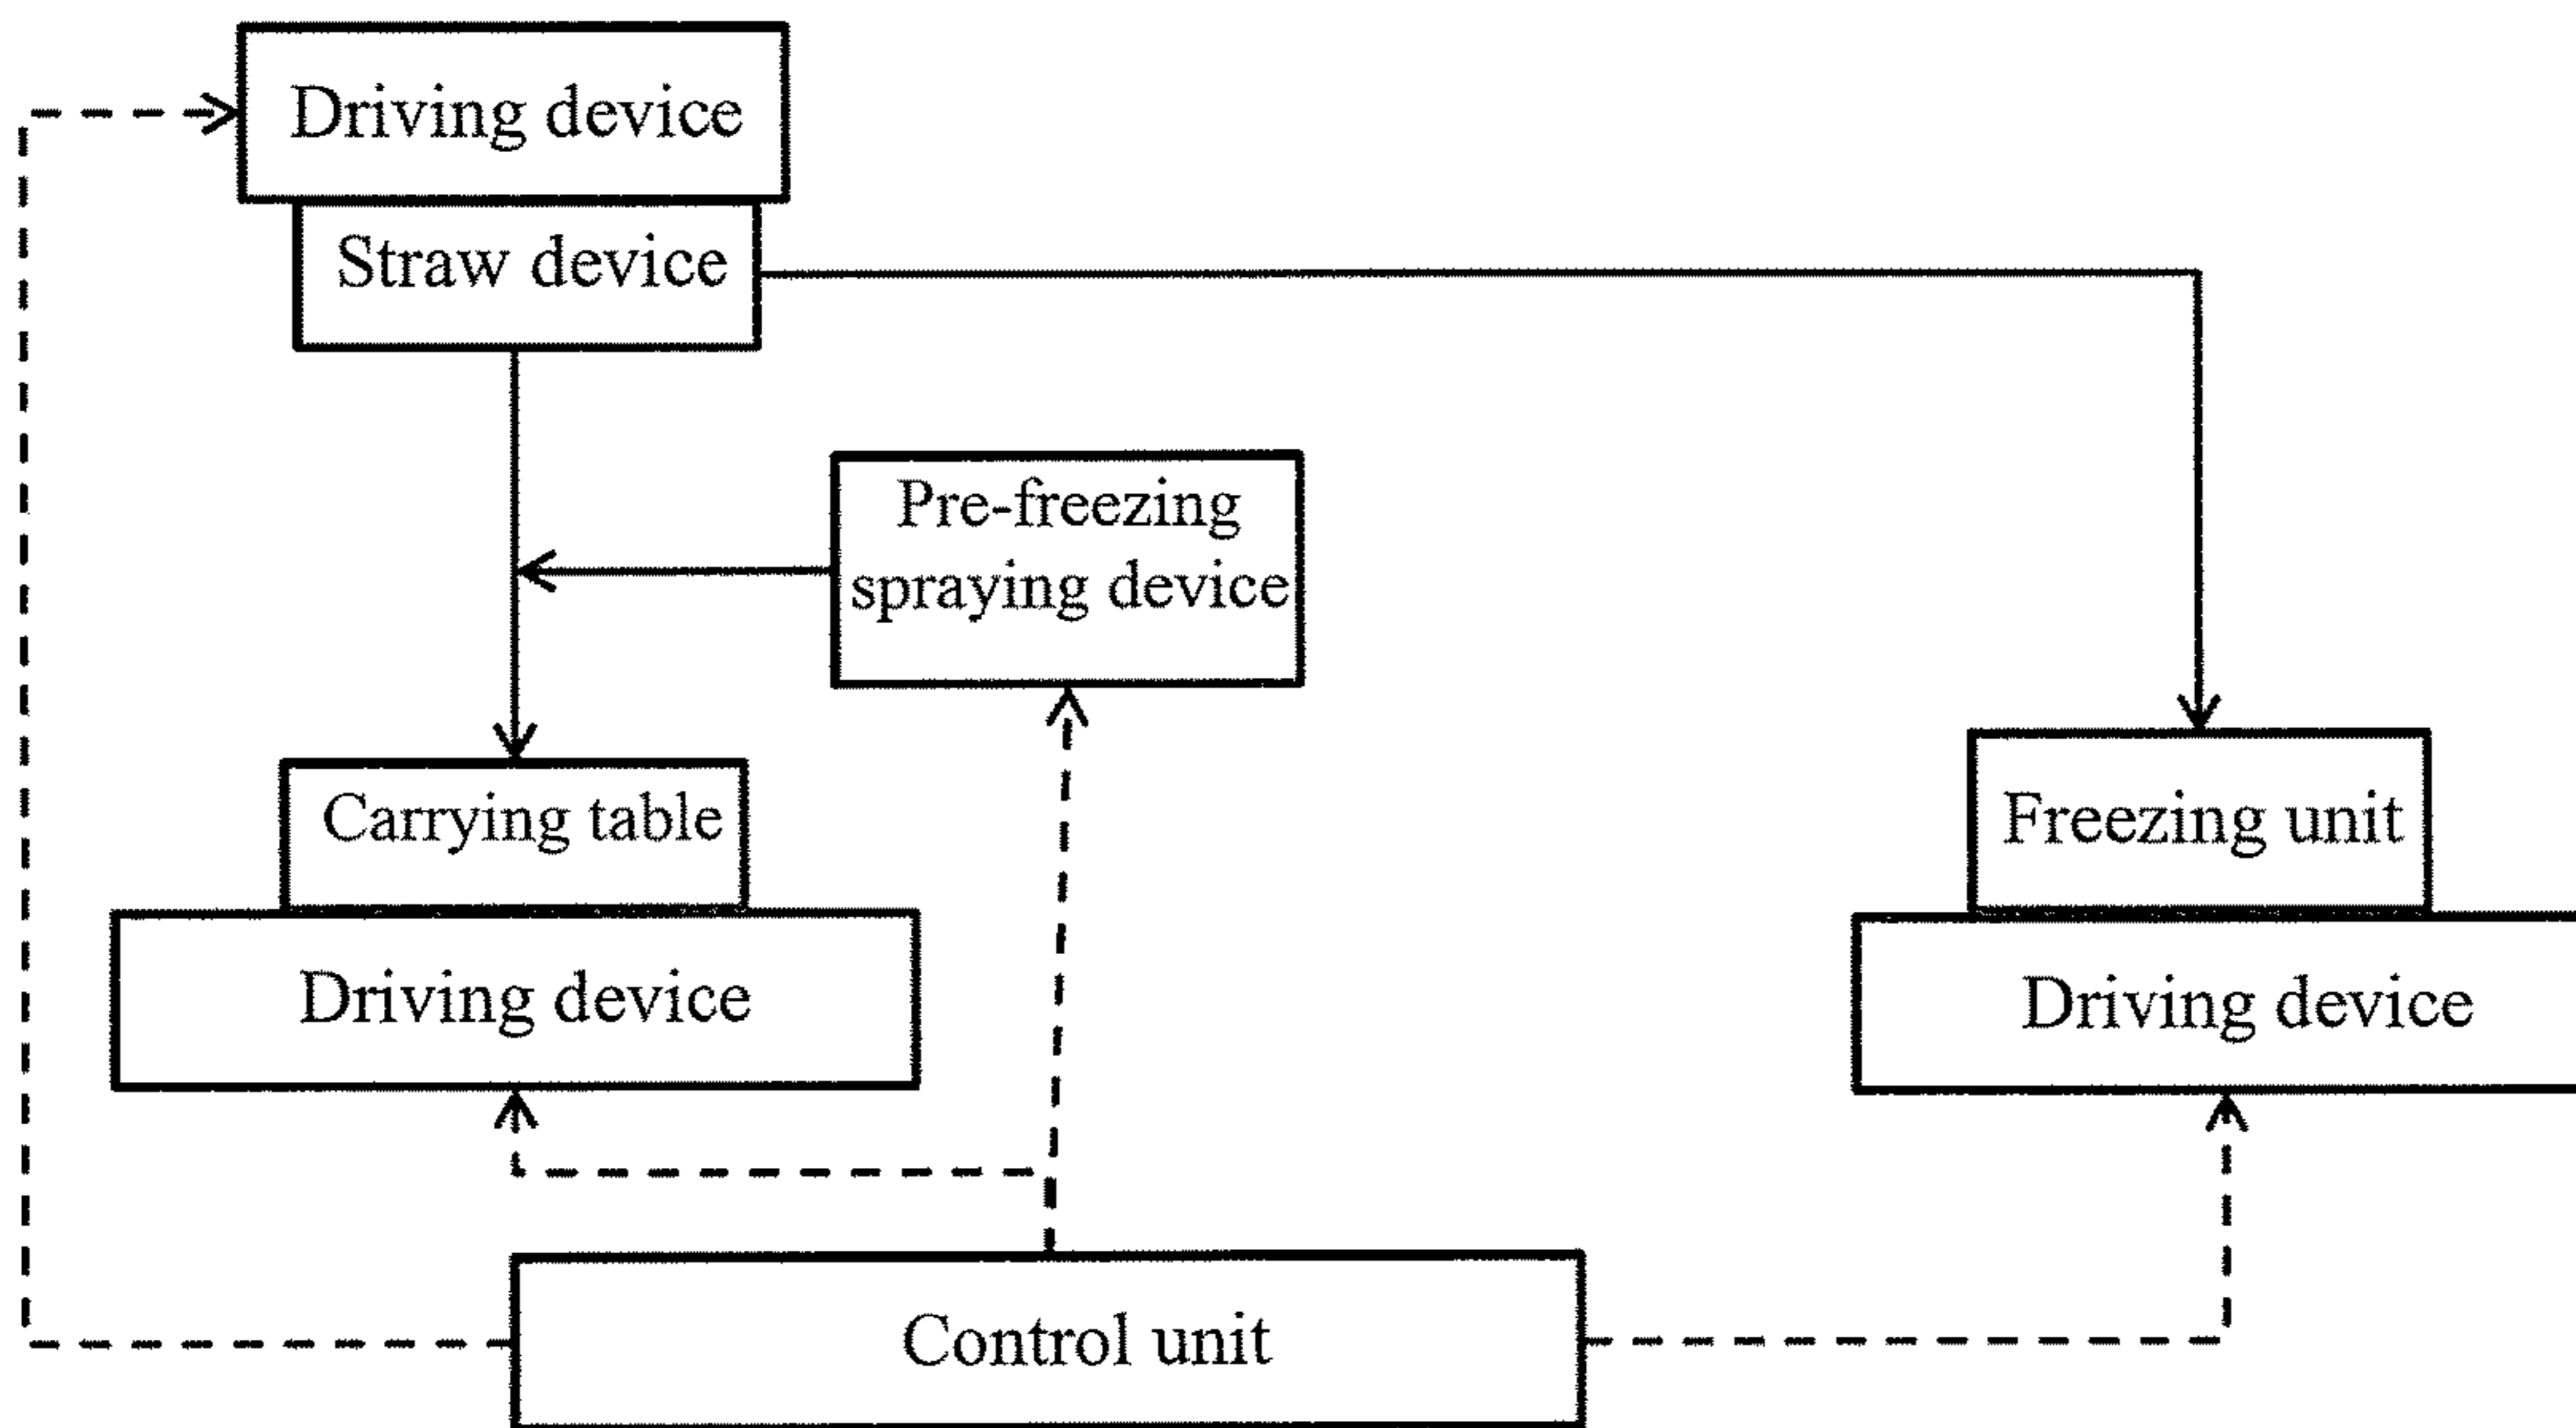 Driving device
Straw device
Pre-freezing
spraying device
Carrying table
Freezing unit
Driving device
Driving device
Control unit